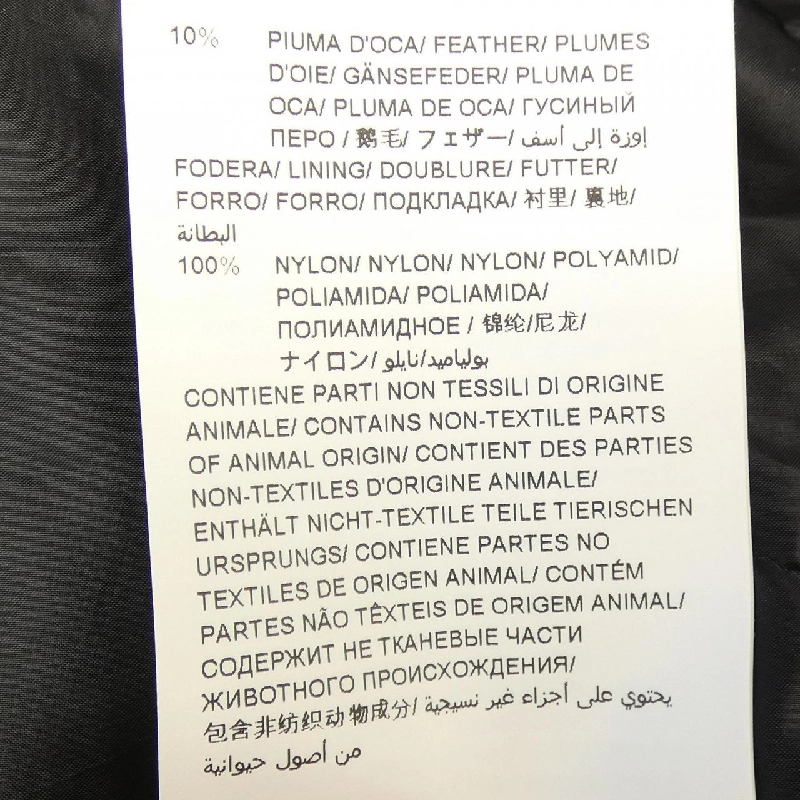 10% PIUMA D'OCA/ FEATHER/ PLUMES
D'OIE/ GÄNSEFEDER/ PLUMA DE
OCA/ PLUMA DE OCA/ ГУСИНЫЙ
ПЕРО / 鹅毛/ フェザー/ إوزة إلى أسف
FODERA/ LINING/ DOUBLURE/ FUTTER/
FORRO/ FORRO/ ПОДКЛАДКА/ 衬里/ 裏地/
البطانة
100% NYLON/ NYLON/ NYLON/ POLYAMID/
POLIAMIDA/ POLIAMIDA/
ПОЛИАМИДНОЕ / 锦纶/尼龙/
ナイロン/ بولياميد/نايلو
CONTIENE PARTI NON TESSILI DI ORIGINE
ANIMALE/ CONTAINS NON-TEXTILE PARTS
OF ANIMAL ORIGIN/ CONTIENT DES PARTIES
NON-TEXTILES D'ORIGINE ANIMALE/
ENTHÄLT NICHT-TEXTILE TEILE TIERISCHEN
URSPRUNGS/ CONTIENE PARTES NO
TEXTILES DE ORIGEN ANIMAL/ CONTÉM
PARTES NÃO TÊXTEIS DE ORIGEM ANIMAL/
СОДЕРЖИТ НЕ ТКАНЕВЫЕ ЧАСТИ
ЖИВОТНОГО ПРОИСХОЖДЕНИЯ/
包含非纺织动物成分/ يحتوي على أجزاء غير نسيجية
من أصول حيوانية